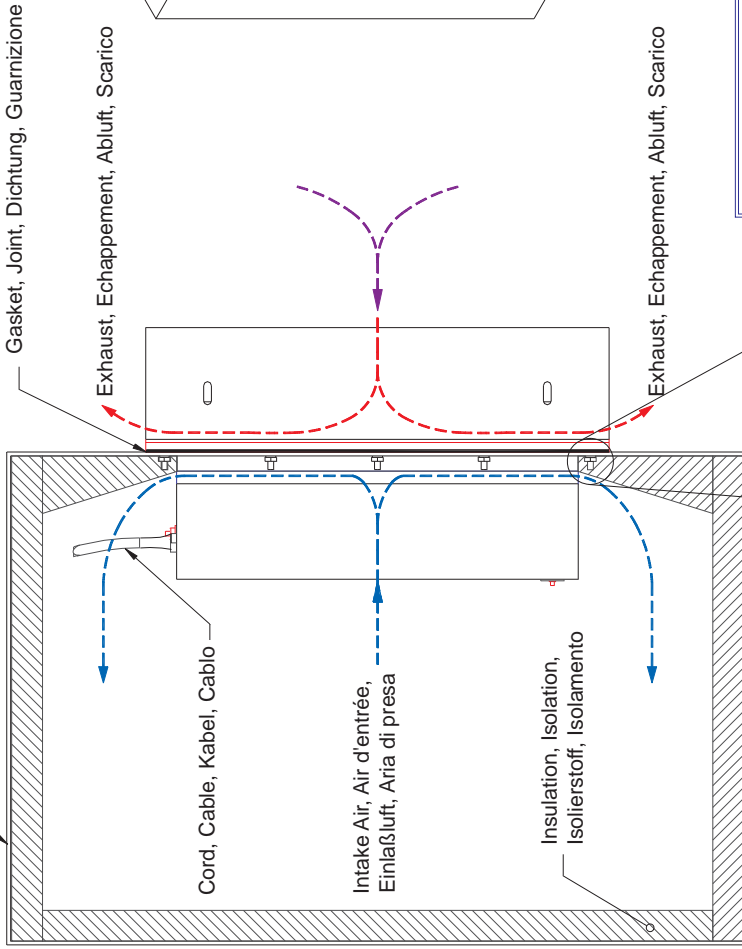 Gasket, Joint, Dichtung, Guarnizione
Exhaust, Echappement, Abluft, Scarico
Exhaust, Echappement, Abluft, Scarico
Cord, Cable, Kabel, Cablo
Intake Air, Air d'entrée,
Einlaßluft, Aria di presa
Insulation, Isolation,
Isolierstoff, Isolamento